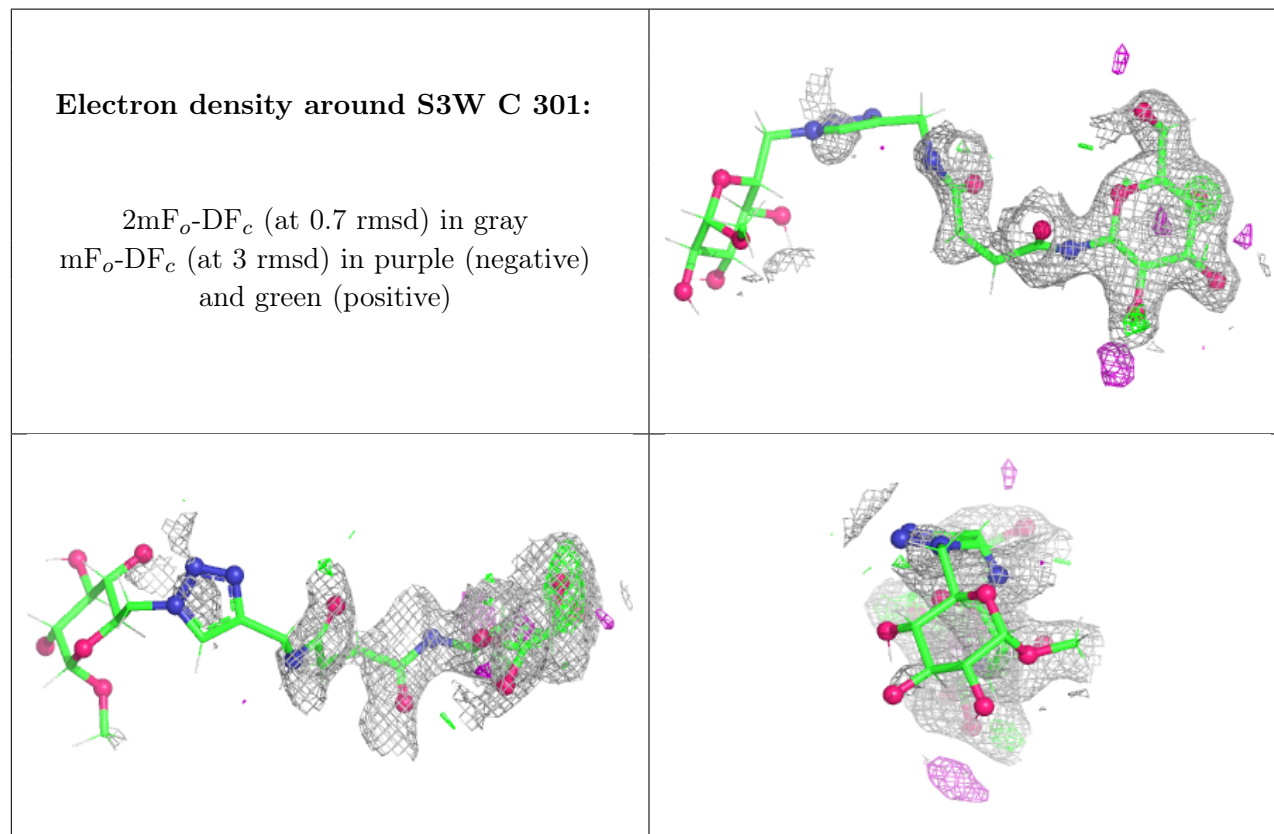 Electron density around S3W C 301:
2mFo-DFc (at 0.7 rmsd) in gray
mFo-DFc (at 3 rmsd) in purple (negative)
and green (positive)